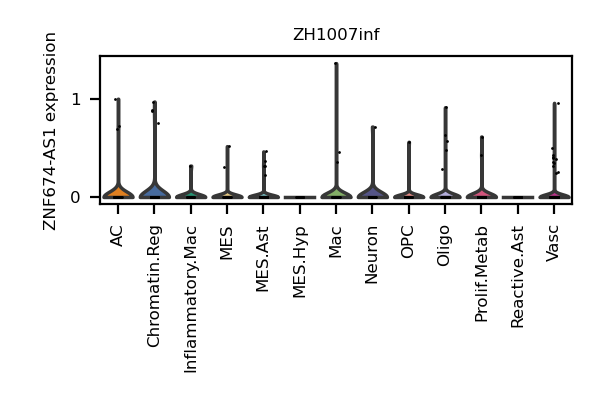 ZH1007inf
ZNF674-AS1 expression
1
0
AC
Chromatin.Reg
Inflammatory.Mac
MES
MES.Ast
MES.Hyp
Mac
Neuron
OPC
Oligo
Prolif.Metab
Reactive.Ast
Vasc